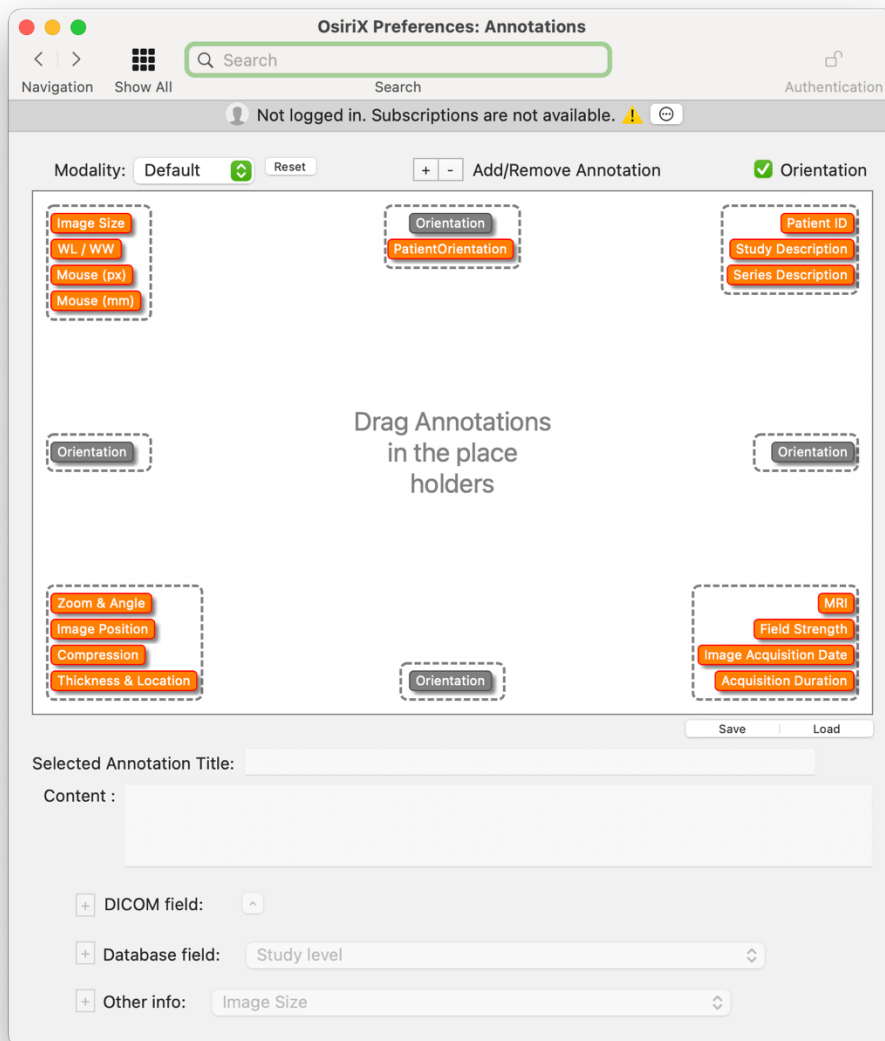 OsiriX Preferences: Annotations
Search
Navigation
Show All
Search
Authentication
Not logged in. Subscriptions are not available.
Modality: Default Reset + - Add/Remove Annotation Orientation
Image Size
WL / WW
Mouse (px)
Mouse (mm)
Orientation
PatientOrientation
Patient ID
Study Description
Series Description
Orientation
Drag Annotations
in the place
holders
Orientation
Zoom & Angle
Image Position
Compression
Thickness & Location
Orientation
MRI
Field Strength
Image Acquisition Date
Acquisition Duration
Save Load
Selected Annotation Title:
Content :
+ DICOM field:
+ Database field: Study level
+ Other info: Image Size